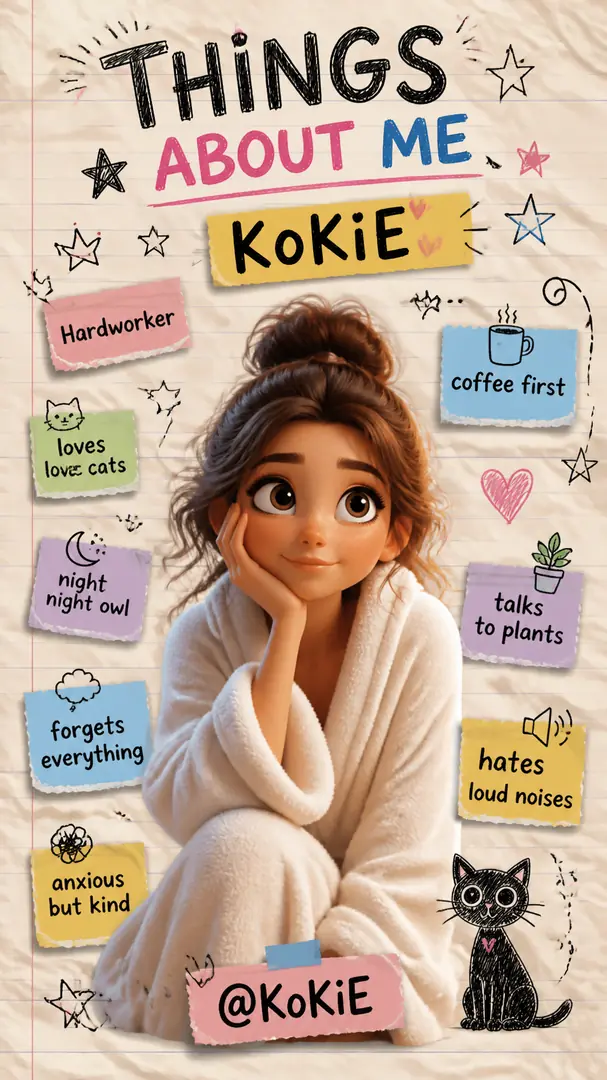 THiNGS
ABOUT ME
KoKiE
Hardworker
coffee first
loves
love cats
night
night owl
talks
to plants
forgets
everything
hates
loud noises
anxious
but kind
@KoKiE